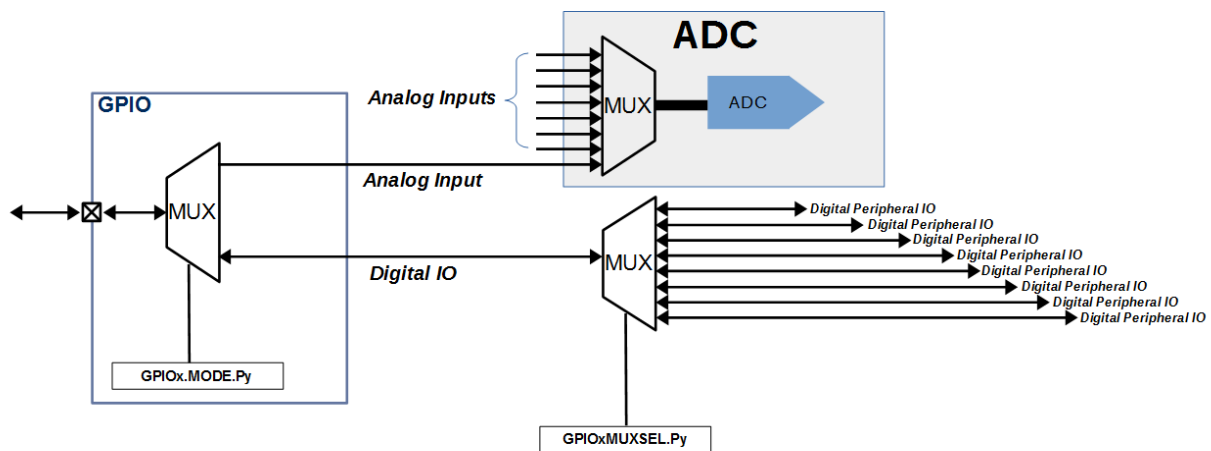 ADC
Analog Inputs
MUX
ADC
GPIO
Analog Input
MUX
Digital IO
MUX
Digital Peripheral IO
Digital Peripheral IO
Digital Peripheral IO
Digital Peripheral IO
Digital Peripheral IO
Digital Peripheral IO
Digital Peripheral IO
Digital Peripheral IO
GPIOx.MODE.Py
GPIOxMUXSEL.Py